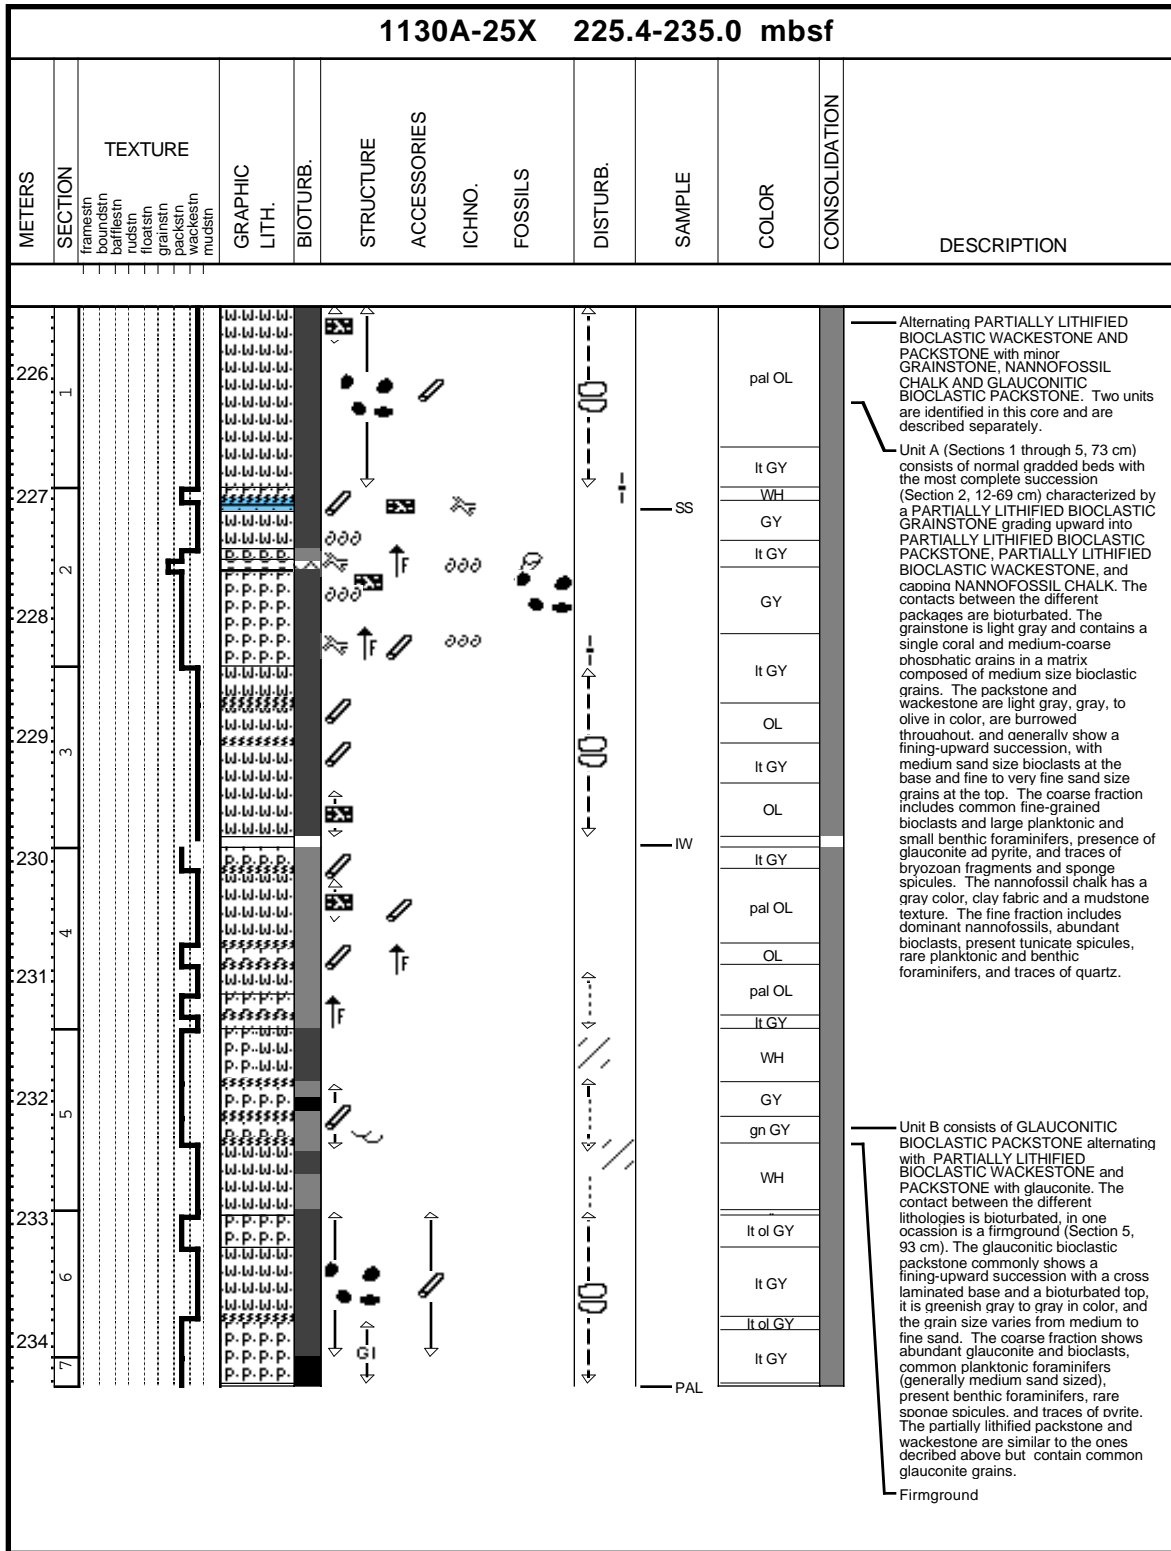 1130A-25X 225.4-235.0 mbsf
METERS
SECTION
TEXTURE
framestn
boundstn
bafflestn
rudstn
floatstn
grainstn
packstn
wackestn
mudstn
GRAPHIC
LITH.
BIOTURB.
STRUCTURE
ACCESSORIES
ICHNO.
FOSSILS
DISTURB.
SAMPLE
COLOR
CONSOLIDATION
DESCRIPTION
226
227
228
229
230
231
232
233
234
1
2
3
4
5
6
7
F
F
F
F
Gl
SS
IW
PAL
pal OL
lt GY
WH
GY
lt GY
GY
lt GY
OL
lt GY
OL
lt GY
pal OL
OL
pal OL
lt GY
WH
GY
gn GY
WH
lt ol GY
lt GY
lt ol GY
lt GY
Alternating PARTIALLY LITHIFIED
BIOCLASTIC WACKESTONE AND
PACKSTONE with minor
GRAINSTONE, NANNOFOSSIL
CHALK AND GLAUCONITIC
BIOCLASTIC PACKSTONE. Two units
are identified in this core and are
described separately.
Unit A (Sections 1 through 5, 73 cm)
consists of normal gradded beds with
the most complete succession
(Section 2, 12-69 cm) characterized by
a PARTIALLY LITHIFIED BIOCLASTIC
GRAINSTONE grading upward into
PARTIALLY LITHIFIED BIOCLASTIC
PACKSTONE, PARTIALLY LITHIFIED
BIOCLASTIC WACKESTONE, and
capping NANNOFOSSIL CHALK. The
contacts between the different
packages are bioturbated. The
grainstone is light gray and contains a
single coral and medium-coarse
phosphatic grains in a matrix
composed of medium size bioclastic
grains. The packstone and
wackestone are light gray, gray, to
olive in color, are burrowed
throughout, and generally show a
fining-upward succession, with
medium sand size bioclasts at the
base and fine to very fine sand size
grains at the top. The coarse fraction
includes common fine-grained
bioclasts and large planktonic and
small benthic foraminifers, presence of
glauconite ad pyrite, and traces of
bryozoan fragments and sponge
spicules. The nannofossil chalk has a
gray color, clay fabric and a mudstone
texture. The fine fraction includes
dominant nannofossils, abundant
bioclasts, present tunicate spicules,
rare planktonic and benthic
foraminifers, and traces of quartz.
Unit B consists of GLAUCONITIC
BIOCLASTIC PACKSTONE alternating
with PARTIALLY LITHIFIED
BIOCLASTIC WACKESTONE and
PACKSTONE with glauconite. The
contact between the different
lithologies is bioturbated, in one
ocassion is a firmground (Section 5,
93 cm). The glauconitic bioclastic
packstone commonly shows a
fining-upward succession with a cross
laminated base and a bioturbated top,
it is greenish gray to gray in color, and
the grain size varies from medium to
fine sand. The coarse fraction shows
abundant glauconite and bioclasts,
common planktonic foraminifers
(generally medium sand sized),
present benthic foraminifers, rare
sponge spicules, and traces of pyrite.
The partially lithified packstone and
wackestone are similar to the ones
decribed above but contain common
glauconite grains.
Firmground